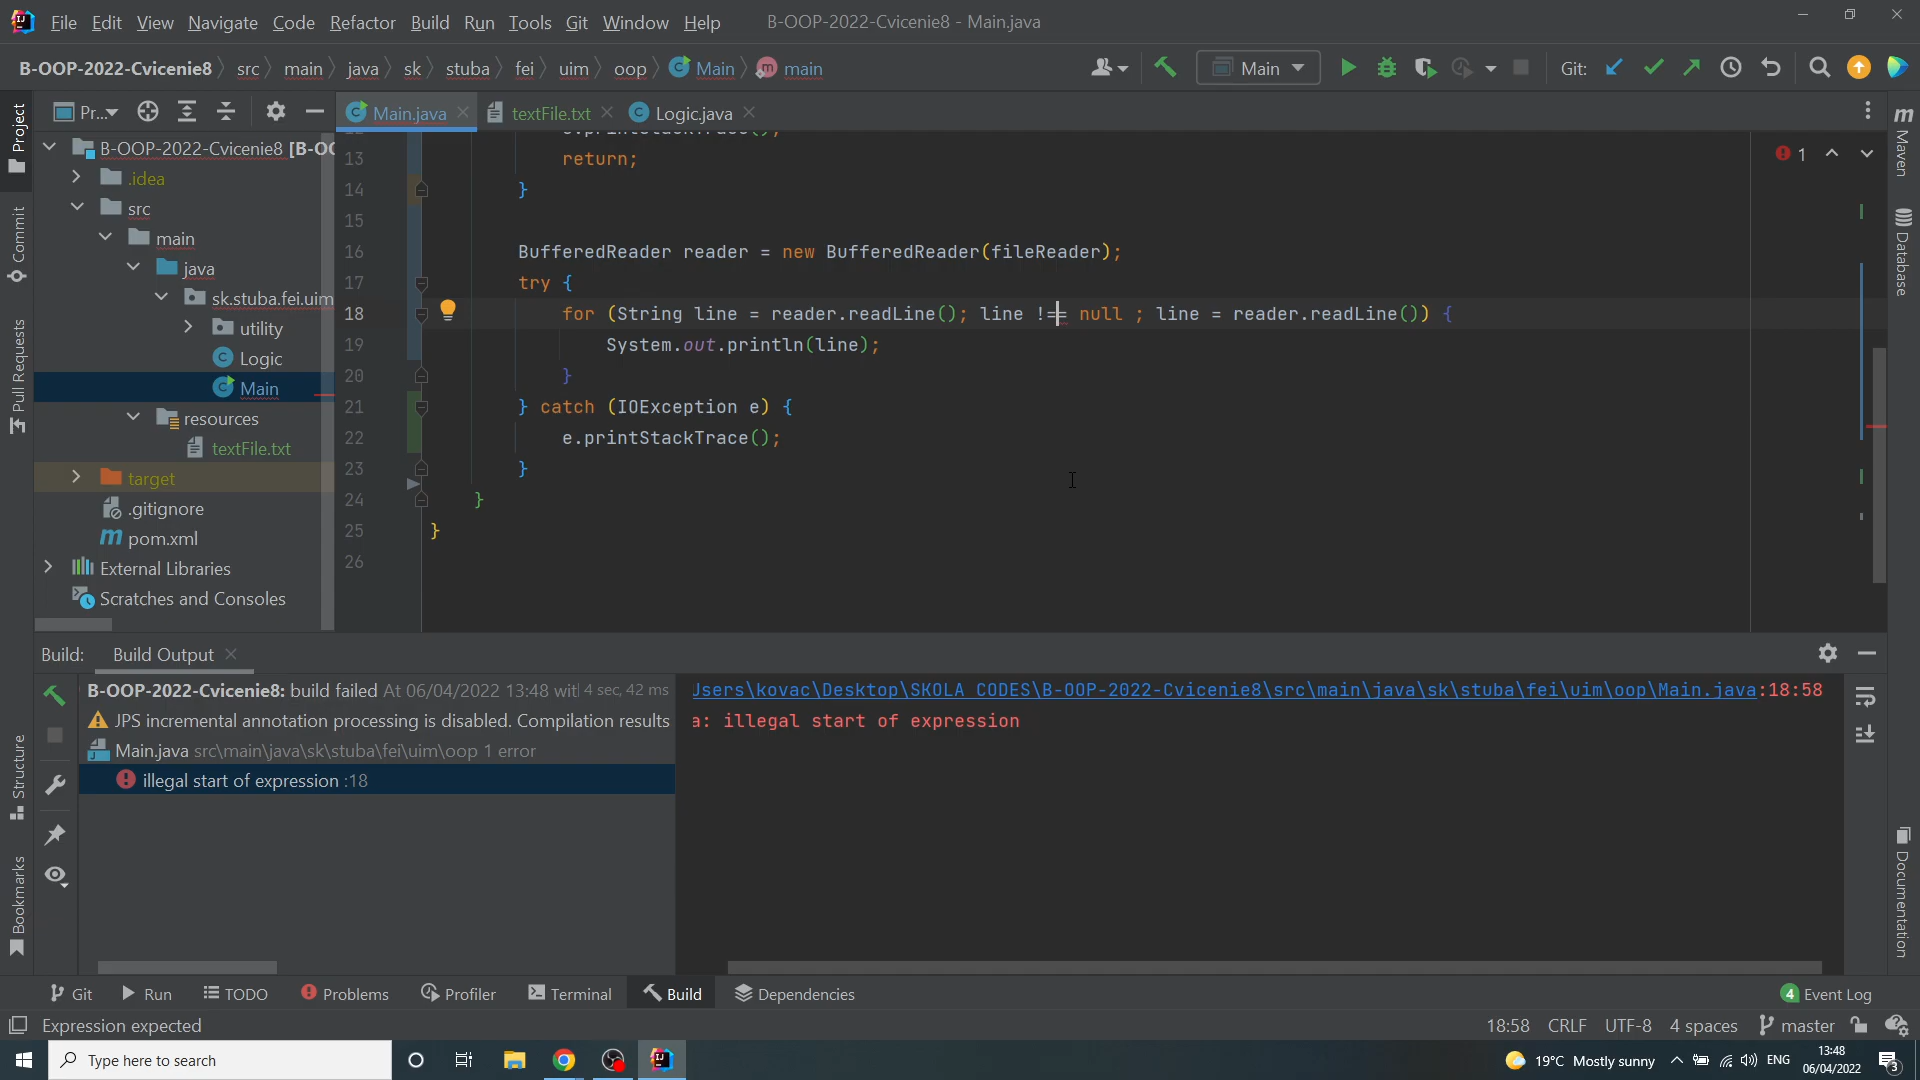 File Edit View Navigate Code Refactor Build Run Tools Git Window Help B-OOP-2022-Cvicenie8 - Main.java
B-OOP-2022-Cvicenie8 src main java sk stuba fei uim oop Main main Main Git:
Project
Commit
Pull Requests
Structure
Bookmarks
Pr...
B-OOP-2022-Cvicenie8 [B-OO
.idea
src
main
java
sk.stuba.fei.uim
utility
Logic
Main
resources
textFile.txt
target
.gitignore
pom.xml
External Libraries
Scratches and Consoles
Main.java textFile.txt Logic.java
1
13 return;
14 }
15
16 BufferedReader reader = new BufferedReader(fileReader);
17 try {
18 for (String line = reader.readLine(); line !== null ; line = reader.readLine()) {
19 System.out.println(line);
20 }
21 } catch (IOException e) {
22 e.printStackTrace();
23 }
24 }
25 }
26
m Maven
Database
Documentation
Build: Build Output
B-OOP-2022-Cvicenie8: build failed At 06/04/2022 13:48 wit 4 sec, 42 ms
JPS incremental annotation processing is disabled. Compilation results
Main.java src\main\java\sk\stuba\fei\uim\oop 1 error
illegal start of expression :18
Jsers\kovac\Desktop\SKOLA CODES\B-OOP-2022-Cvicenie8\src\main\java\sk\stuba\fei\uim\oop\Main.java:18:58
a: illegal start of expression
Git Run TODO Problems Profiler Terminal Build Dependencies 4 Event Log
Expression expected 18:58 CRLF UTF-8 4 spaces master
Type here to search 19°C Mostly sunny ENG 13:48
06/04/2022 3